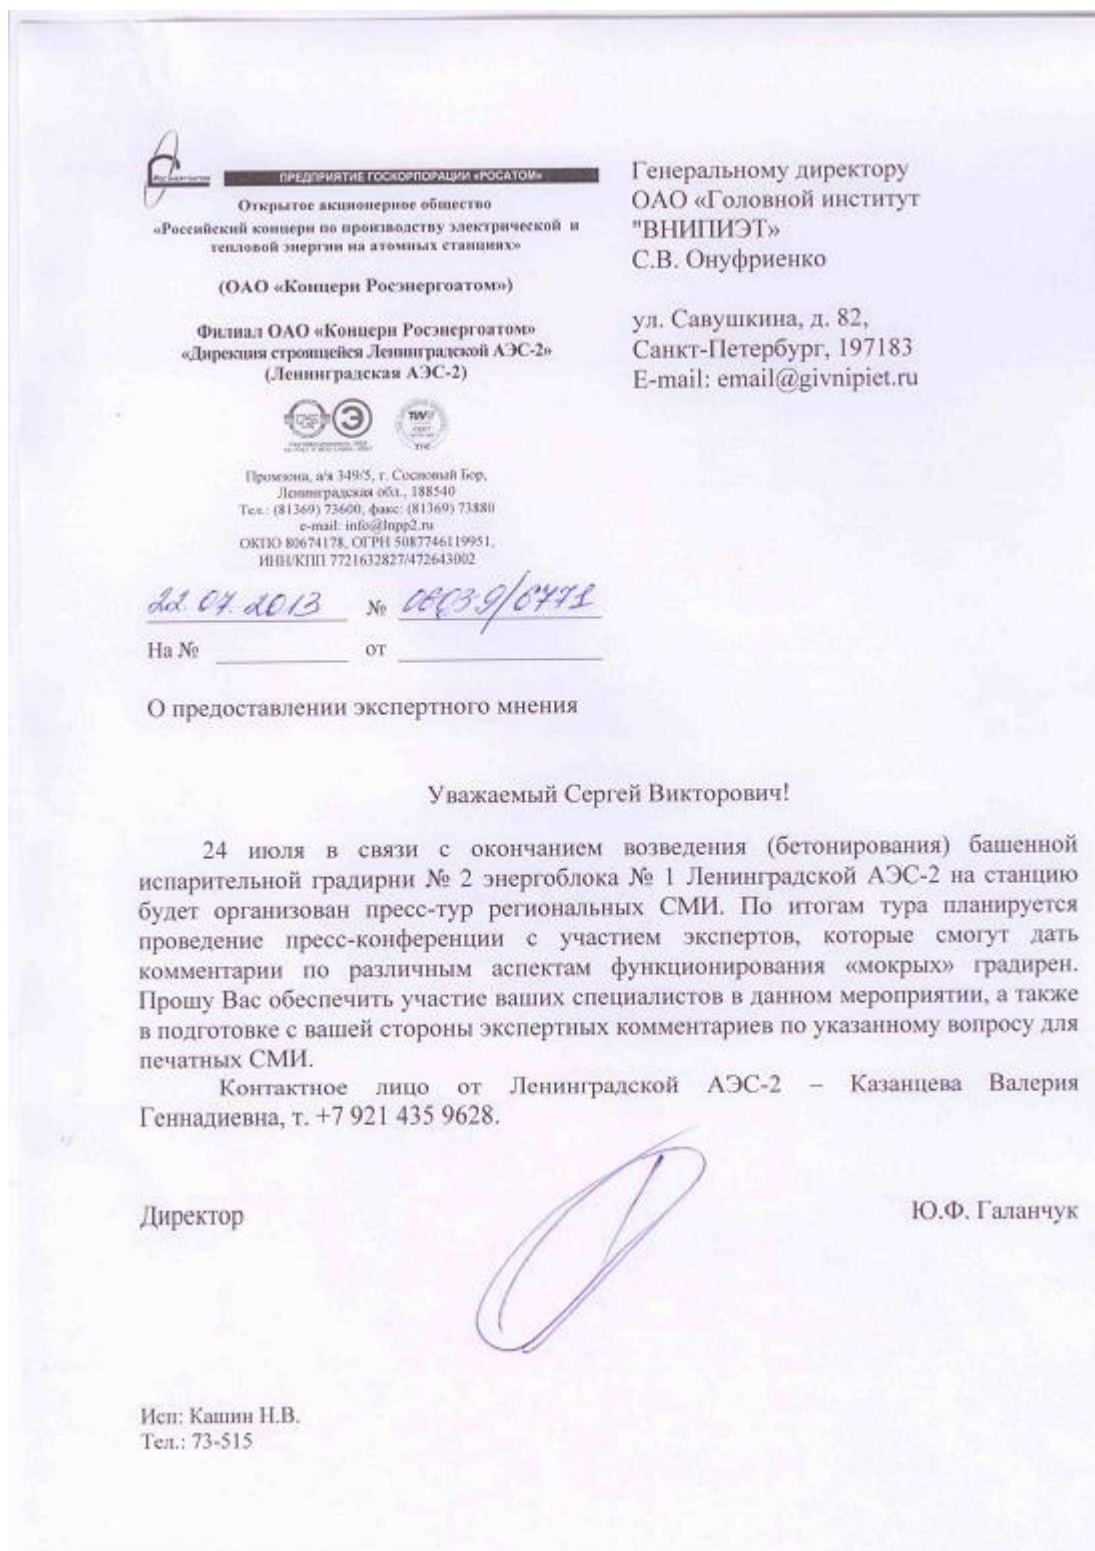 Росэнергоатом
ПРЕДПРИЯТИЕ ГОСКОРПОРАЦИИ «РОСАТОМ»
Открытое акционерное общество
«Российский концерн по производству электрической и
тепловой энергии на атомных станциях»
(ОАО «Концерн Росэнергоатом»)
Филиал ОАО «Концерн Росэнергоатом»
«Дирекция строящейся Ленинградской АЭС-2»
(Ленинградская АЭС-2)
Промзона, а/я 349/5, г. Сосновый Бор,
Ленинградская обл., 188540
Тел.: (81369) 73600, факс: (81369) 73880
e-mail: info@lnpp2.ru
ОКПО 80674178, ОГРН 5087746119951,
ИНН/КПП 7721632827/472643002
22.07.2013 №
На № от
Генеральному директору
ОАО «Головной институт
"ВНИПИЭТ»
С.В. Онуфриенко
ул. Савушкина, д. 82,
Санкт-Петербург, 197183
E-mail: email@givnipiet.ru
О предоставлении экспертного мнения
Уважаемый Сергей Викторович!
24 июля в связи с окончанием возведения (бетонирования) башенной
испарительной градирни № 2 энергоблока № 1 Ленинградской АЭС-2 на станцию
будет организован пресс-тур региональных СМИ. По итогам тура планируется
проведение пресс-конференции с участием экспертов, которые смогут дать
комментарии по различным аспектам функционирования «мокрых» градирен.
Прошу Вас обеспечить участие ваших специалистов в данном мероприятии, а также
в подготовке с вашей стороны экспертных комментариев по указанному вопросу для
печатных СМИ.
Контактное лицо от Ленинградской АЭС-2 – Казанцева Валерия
Геннадиевна, т. +7 921 435 9628.
Директор Ю.Ф. Галанчук
Исп: Кашин Н.В.
Тел.: 73-515